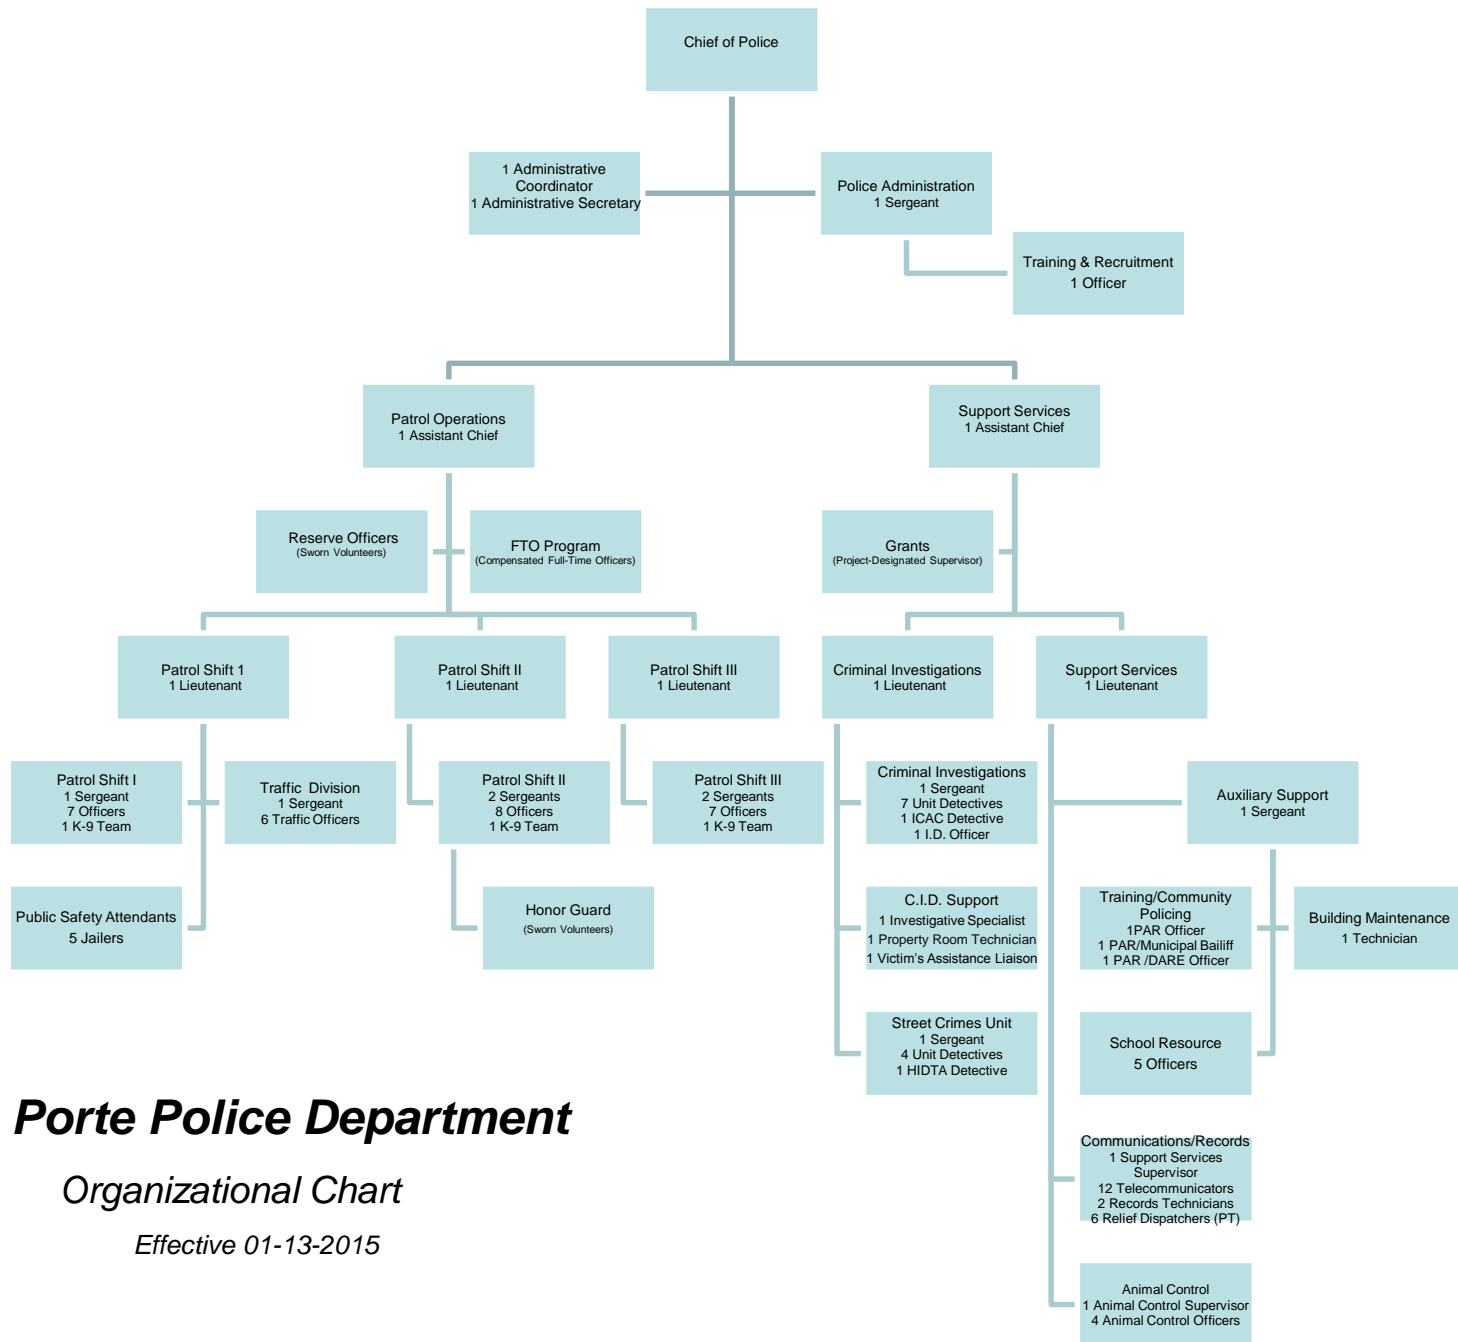 Chief of Police
1 Administrative
Coordinator
1 Administrative Secretary
Police Administration
1 Sergeant
Training & Recruitment
1 Officer
Patrol Operations
1 Assistant Chief
Support Services
1 Assistant Chief
Reserve Officers
(Sworn Volunteers)
FTO Program
(Compensated Full-Time Officers)
Grants
(Project-Designated Supervisor)
Patrol Shift 1
1 Lieutenant
Patrol Shift II
1 Lieutenant
Patrol Shift III
1 Lieutenant
Criminal Investigations
1 Lieutenant
Support Services
1 Lieutenant
Patrol Shift I
1 Sergeant
7 Officers
1 K-9 Team
Traffic Division
1 Sergeant
6 Traffic Officers
Patrol Shift II
2 Sergeants
8 Officers
1 K-9 Team
Patrol Shift III
2 Sergeants
7 Officers
1 K-9 Team
Criminal Investigations
1 Sergeant
7 Unit Detectives
1 ICAC Detective
1 I.D. Officer
Auxiliary Support
1 Sergeant
Public Safety Attendants
5 Jailers
Honor Guard
(Sworn Volunteers)
C.I.D. Support
1 Investigative Specialist
1 Property Room Technician
1 Victim's Assistance Liaison
Training/Community
Policing
1PAR Officer
1 PAR/Municipal Bailiff
1 PAR /DARE Officer
Building Maintenance
1 Technician
Street Crimes Unit
1 Sergeant
4 Unit Detectives
1 HIDTA Detective
School Resource
5 Officers
Porte Police Department
Organizational Chart
Effective 01-13-2015
Communications/Records
1 Support Services
Supervisor
12 Telecommunicators
2 Records Technicians
6 Relief Dispatchers (PT)
Animal Control
1 Animal Control Supervisor
4 Animal Control Officers